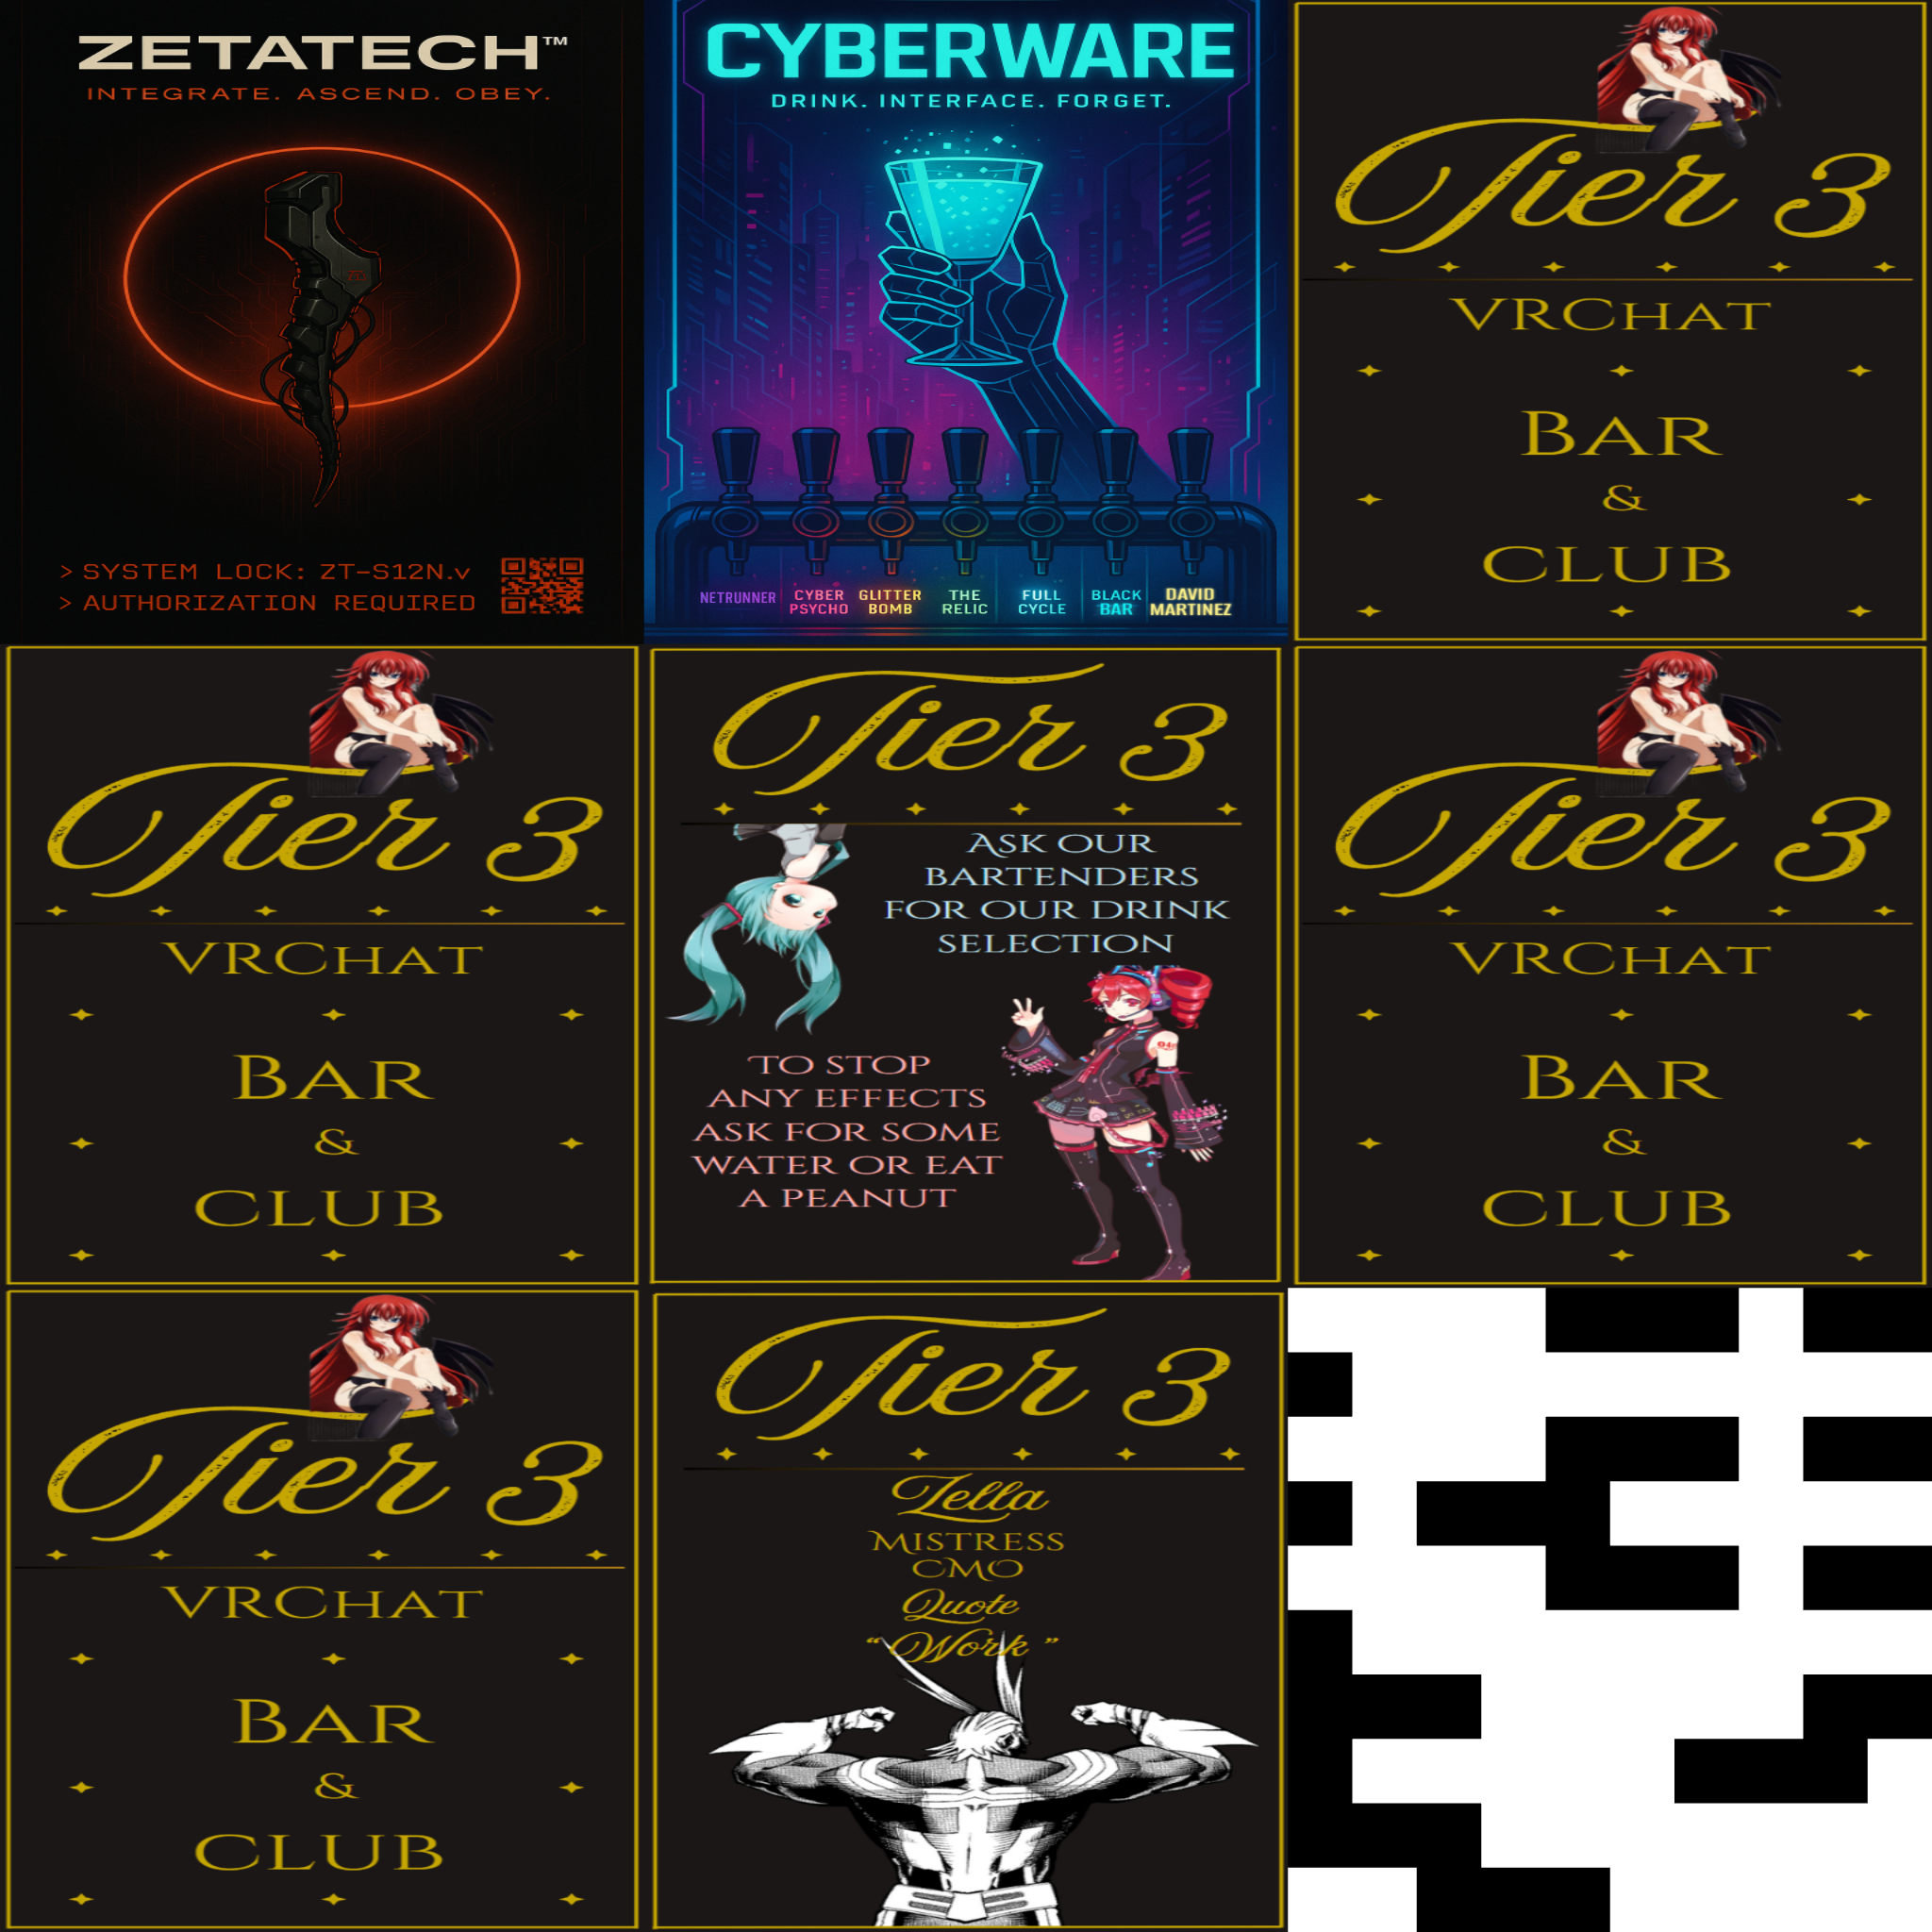 ZETATECH™
INTEGRATE. ASCEND. OBEY.
> SYSTEM LOCK: ZT-S12N.v
> AUTHORIZATION REQUIRED
CYBERWARE
DRINK. INTERFACE. FORGET.
NETRUNNER
CYBER
PSYCHO
GLITTER
BOMB
THE
RELIC
FULL
CYCLE
BLACK
BAR
DAVID
MARTINEZ
Tier 3
VRCHAT
BAR
&
CLUB
Tier 3
VRCHAT
BAR
&
CLUB
Tier 3
ASK OUR
BARTENDERS
FOR OUR DRINK
SELECTION
TO STOP
ANY EFFECTS
ASK FOR SOME
WATER OR EAT
A PEANUT
Tier 3
VRCHAT
BAR
&
CLUB
Tier 3
VRCHAT
BAR
&
CLUB
Tier 3
MISTRESS
CMO
Quote
“Work”